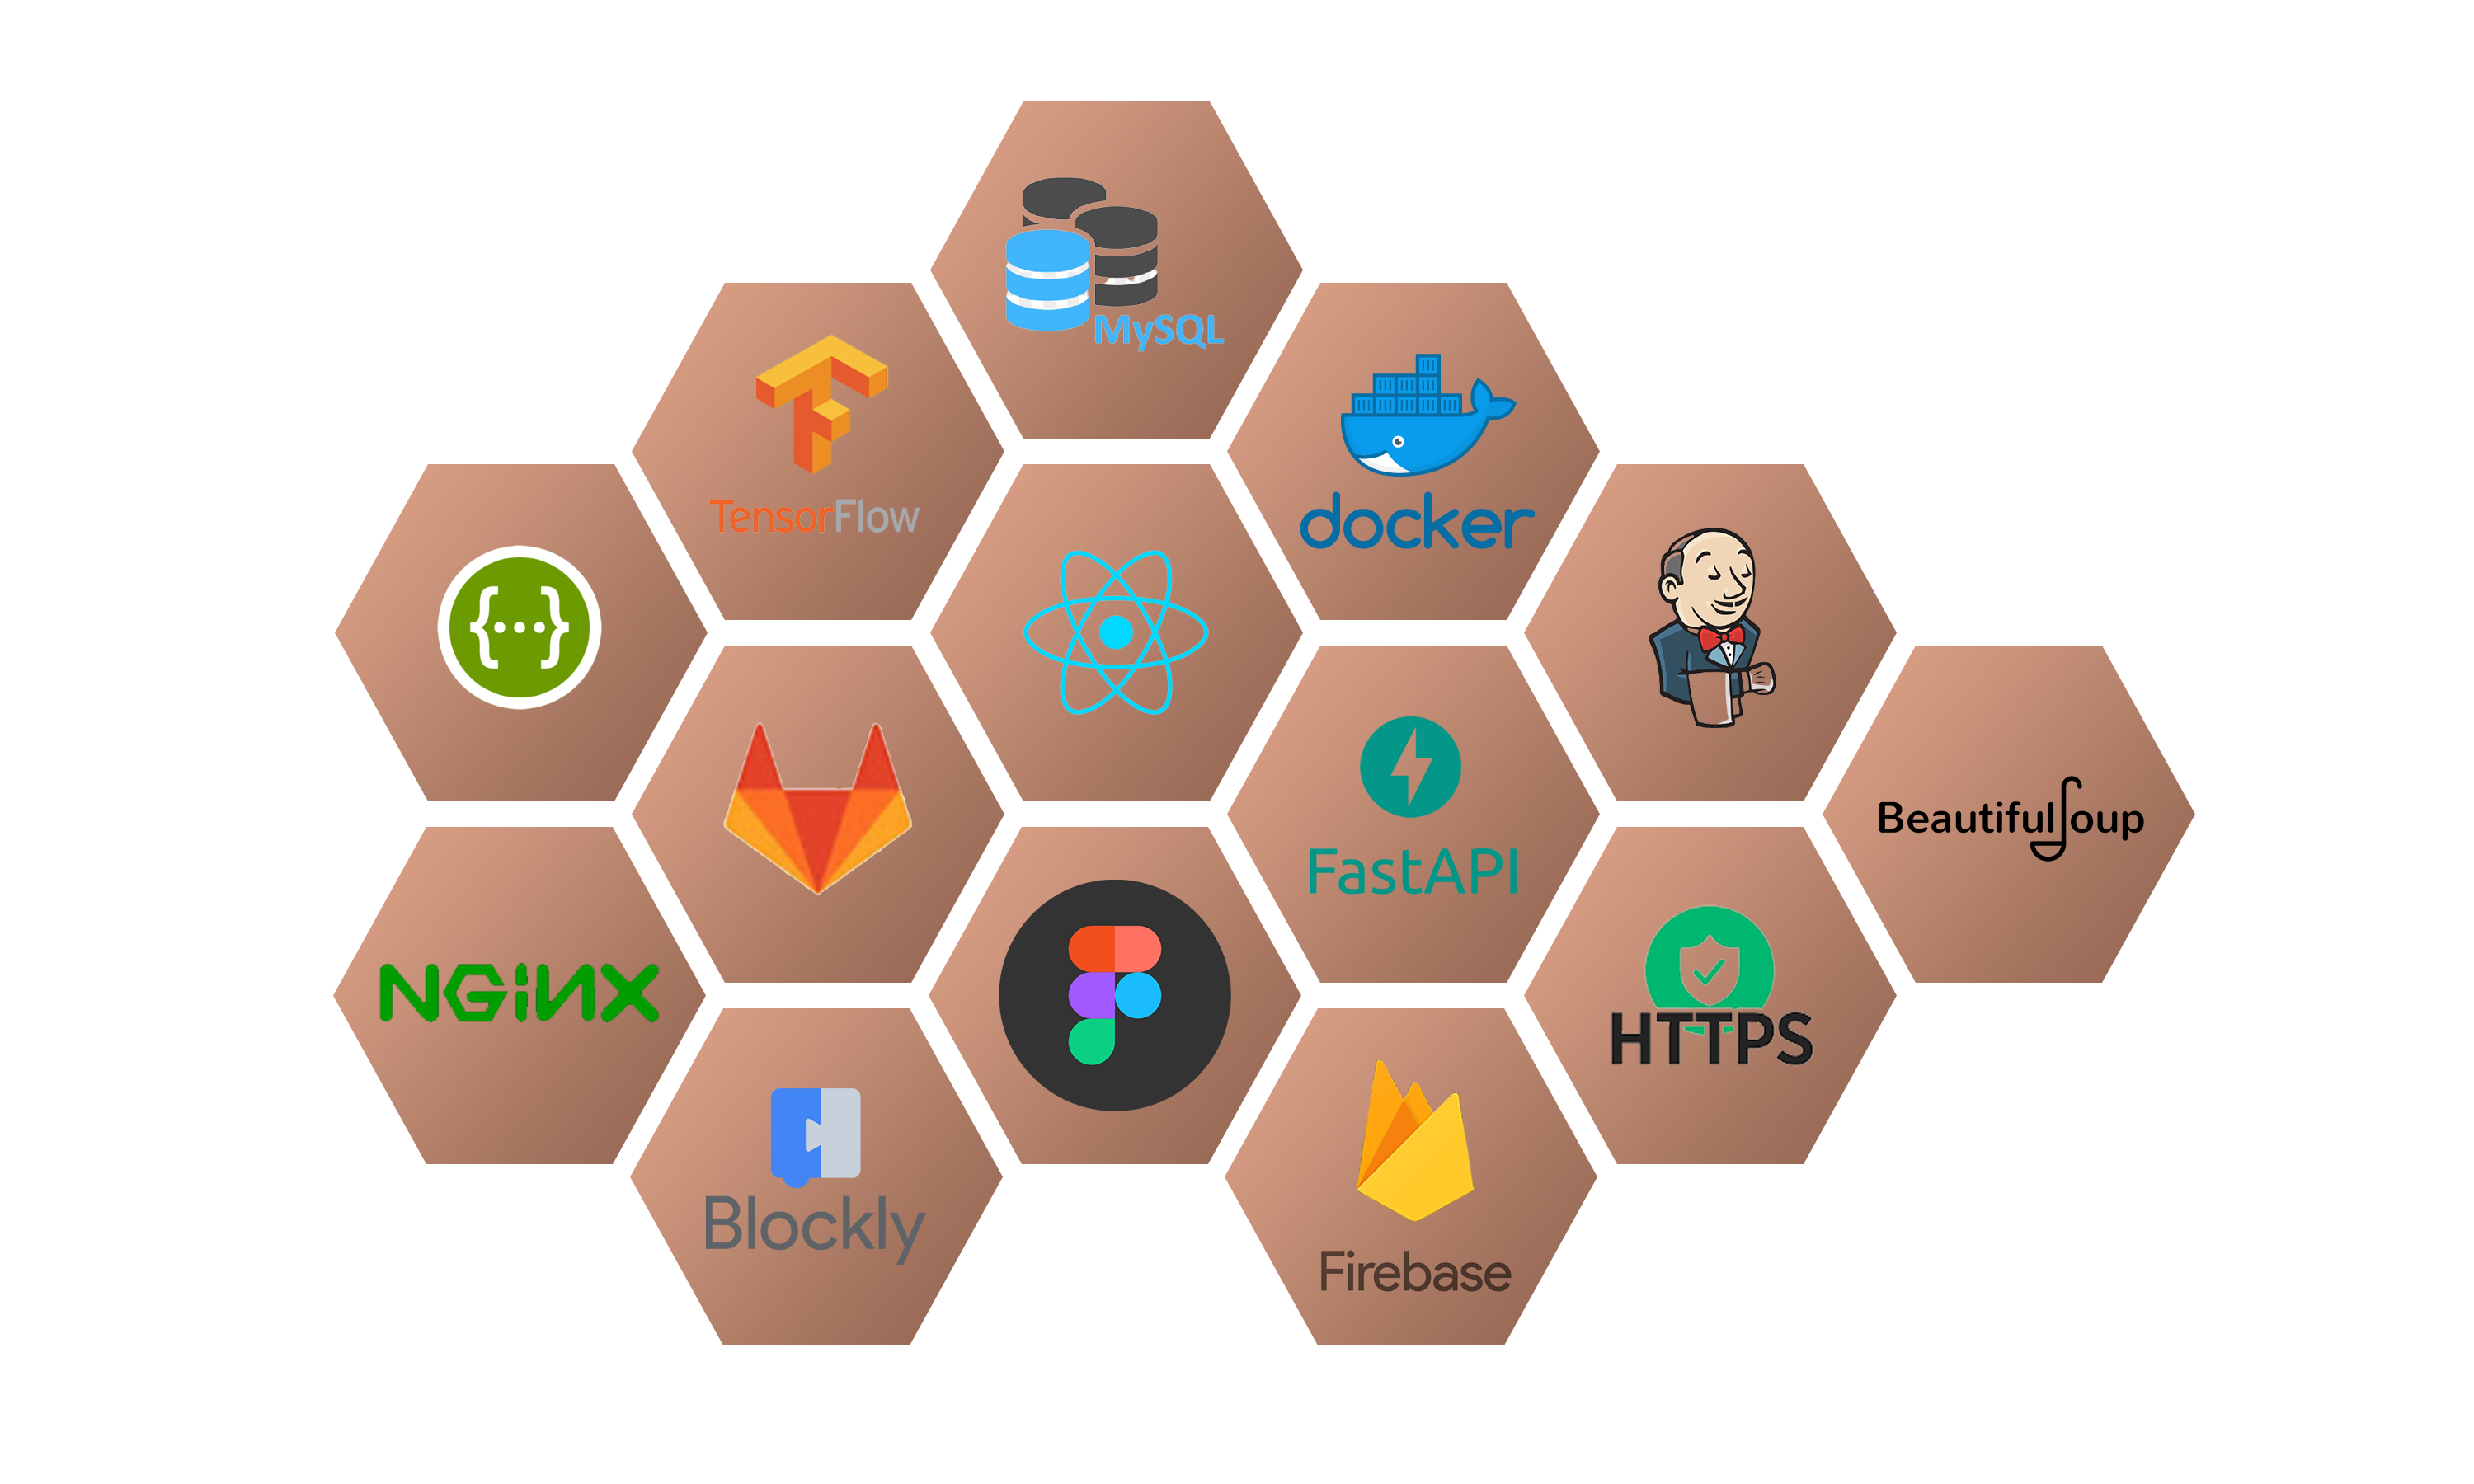 MySQL
TensorFlow
docker
{...}
FastAPI
BeautifulSoup
NGiNX
HTTPS
Blockly
Firebase